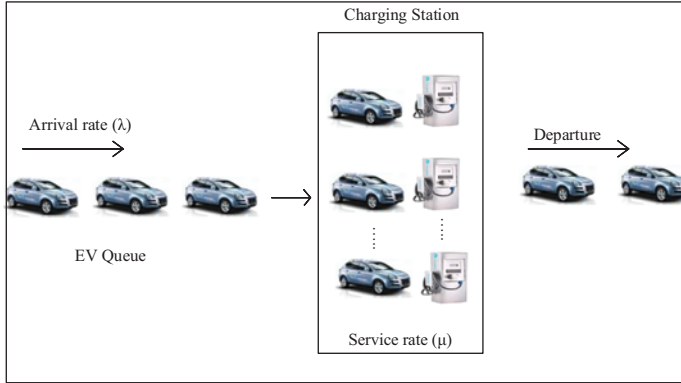 Charging Station
Arrival rate (λ)
Departure
EV Queue
Service rate (μ)